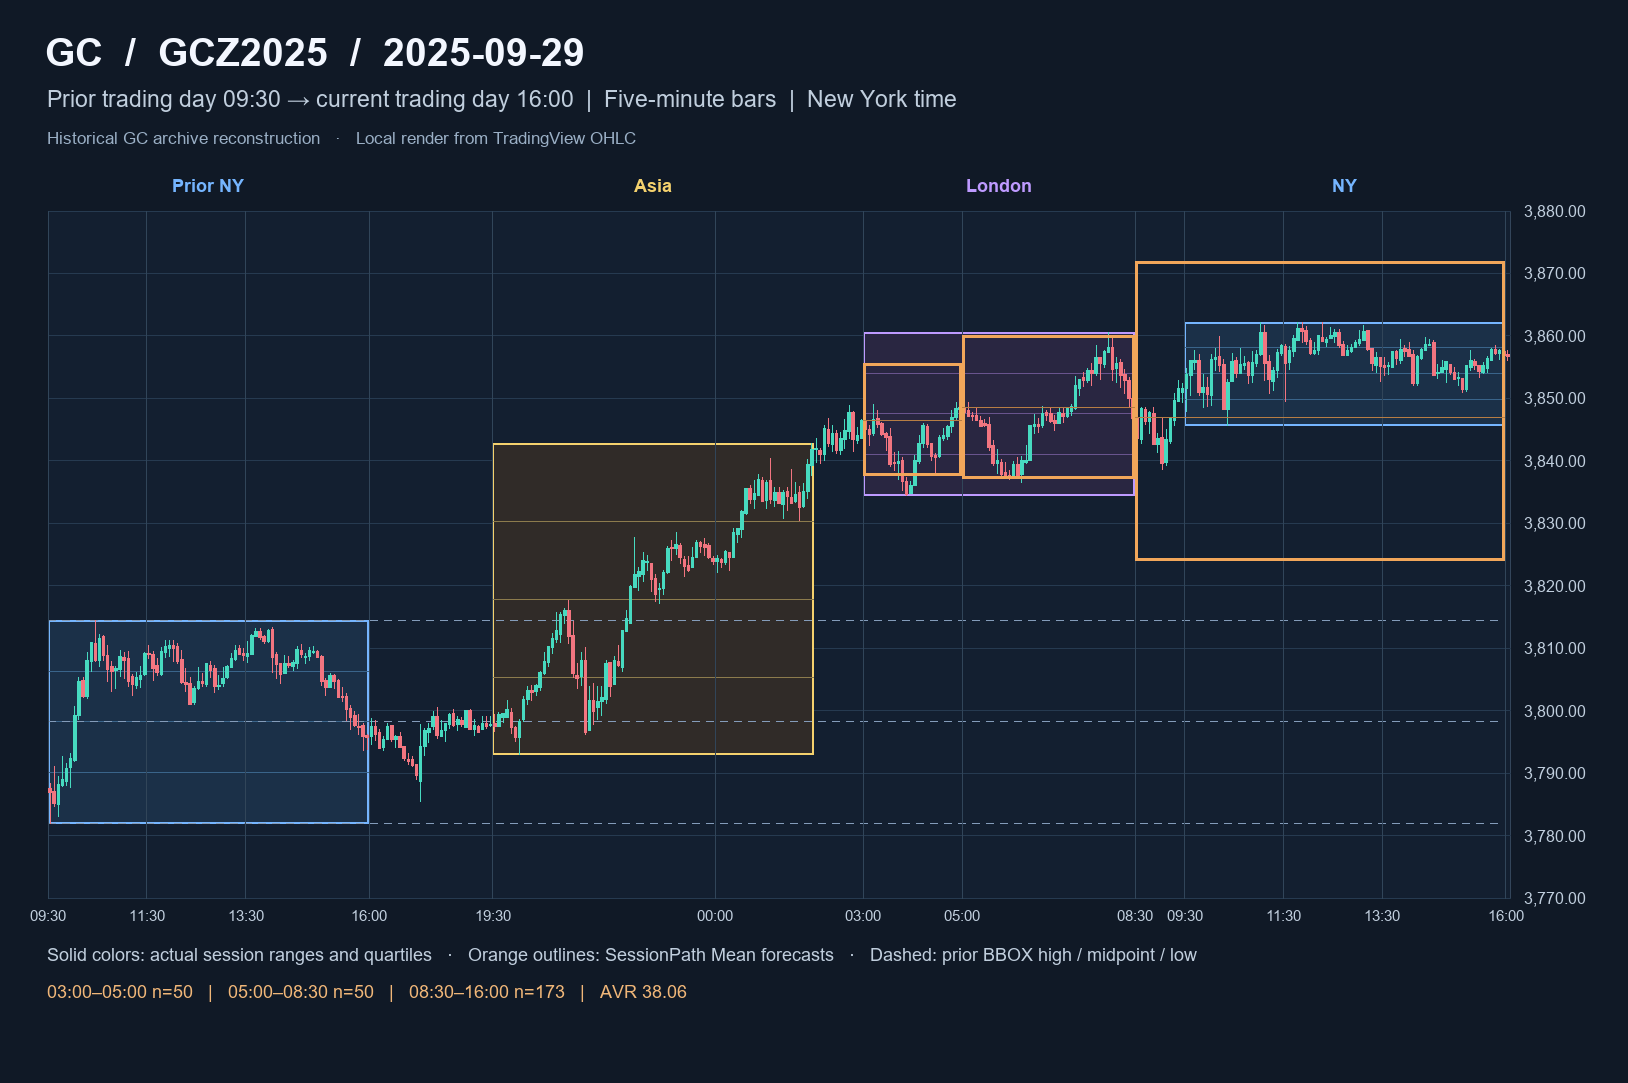 GC / GCZ2025 / 2025-09-29
Prior trading day 09:30 → current trading day 16:00 | Five-minute bars | New York time
Historical GC archive reconstruction · Local render from TradingView OHLC
Prior NY Asia London NY
3,880.00
3,870.00
3,860.00
3,850.00
3,840.00
3,830.00
3,820.00
3,810.00
3,800.00
3,790.00
3,780.00
3,770.00
09:30 11:30 13:30 16:00 19:30 00:00 03:00 05:00 08:30 09:30 11:30 13:30 16:00
Solid colors: actual session ranges and quartiles · Orange outlines: SessionPath Mean forecasts · Dashed: prior BBOX high / midpoint / low
03:00–05:00 n=50 | 05:00–08:30 n=50 | 08:30–16:00 n=173 | AVR 38.06